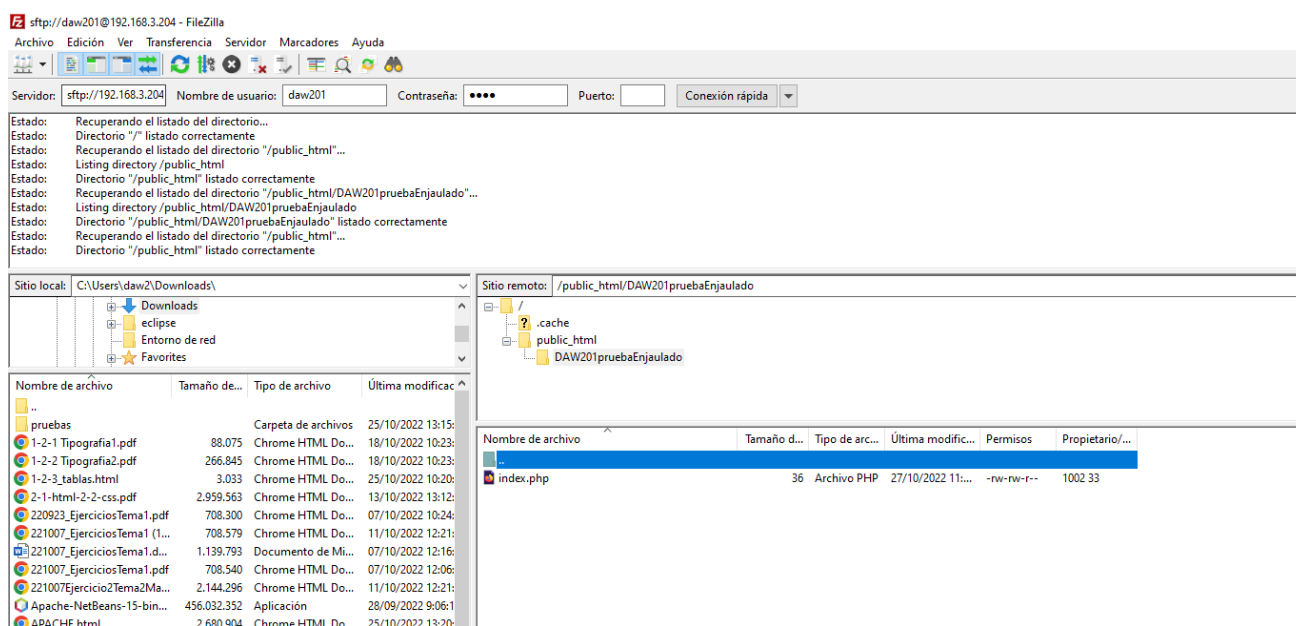 sftp://daw201@192.168.3.204 - FileZilla
Archivo Edición Ver Transferencia Servidor Marcadores Ayuda
Servidor: sftp://192.168.3.204 Nombre de usuario: daw201 Contraseña: •••• Puerto: Conexión rápida
Estado: Recuperando el listado del directorio...
Estado: Directorio "/" listado correctamente
Estado: Recuperando el listado del directorio "/public_html"...
Estado: Listing directory /public_html
Estado: Directorio "/public_html" listado correctamente
Estado: Recuperando el listado del directorio "/public_html/DAW201pruebaEnjaulado"...
Estado: Listing directory /public_html/DAW201pruebaEnjaulado
Estado: Directorio "/public_html/DAW201pruebaEnjaulado" listado correctamente
Estado: Recuperando el listado del directorio "/public_html"...
Estado: Directorio "/public_html" listado correctamente
Sitio local: C:\Users\daw2\Downloads\
Downloads
eclipse
Entorno de red
Favorites
Nombre de archivo Tamaño de... Tipo de archivo Última modificac
..
pruebas Carpeta de archivos 25/10/2022 13:15:
1-2-1 Tipografia1.pdf 88.075 Chrome HTML Do... 18/10/2022 10:23:
1-2-2 Tipografia2.pdf 266.845 Chrome HTML Do... 18/10/2022 10:23:
1-2-3_tablas.html 3.033 Chrome HTML Do... 25/10/2022 10:20:
2-1-html-2-2-css.pdf 2.959.563 Chrome HTML Do... 13/10/2022 13:12:
220923_EjerciciosTema1.pdf 708.300 Chrome HTML Do... 07/10/2022 10:24:
221007_EjerciciosTema1 (1... 708.579 Chrome HTML Do... 11/10/2022 12:21:
221007_EjerciciosTema1.d... 1.139.793 Documento de Mi... 07/10/2022 12:16:
221007_EjerciciosTema1.pdf 708.540 Chrome HTML Do... 07/10/2022 12:06:
221007Ejercicio2Tema2Ma... 2.144.296 Chrome HTML Do... 11/10/2022 12:21:
Apache-NetBeans-15-bin... 456.032.352 Aplicación 28/09/2022 9:06:1
APACHE.html 2.680.904 Chrome HTML Do... 25/10/2022 13:20:
Sitio remoto: /public_html/DAW201pruebaEnjaulado
/
? .cache
public_html
DAW201pruebaEnjaulado
Nombre de archivo Tamaño d... Tipo de arc... Última modific... Permisos Propietario/...
..
index.php 36 Archivo PHP 27/10/2022 11:... -rw-rw-r-- 1002 33